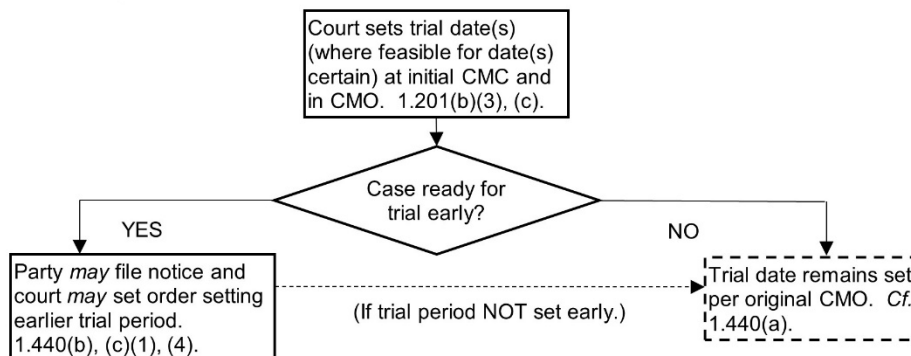 Court sets trial date(s)
(where feasible for date(s)
certain) at initial CMC and
in CMO.  1.201(b)(3), (c).
Case ready for
trial early?
YES
NO
Party may file notice and
court may set order setting
earlier trial period.
1.440(b), (c)(1), (4).
(If trial period NOT set early.)
Trial date remains set
per original CMO.  Cf.
1.440(a).